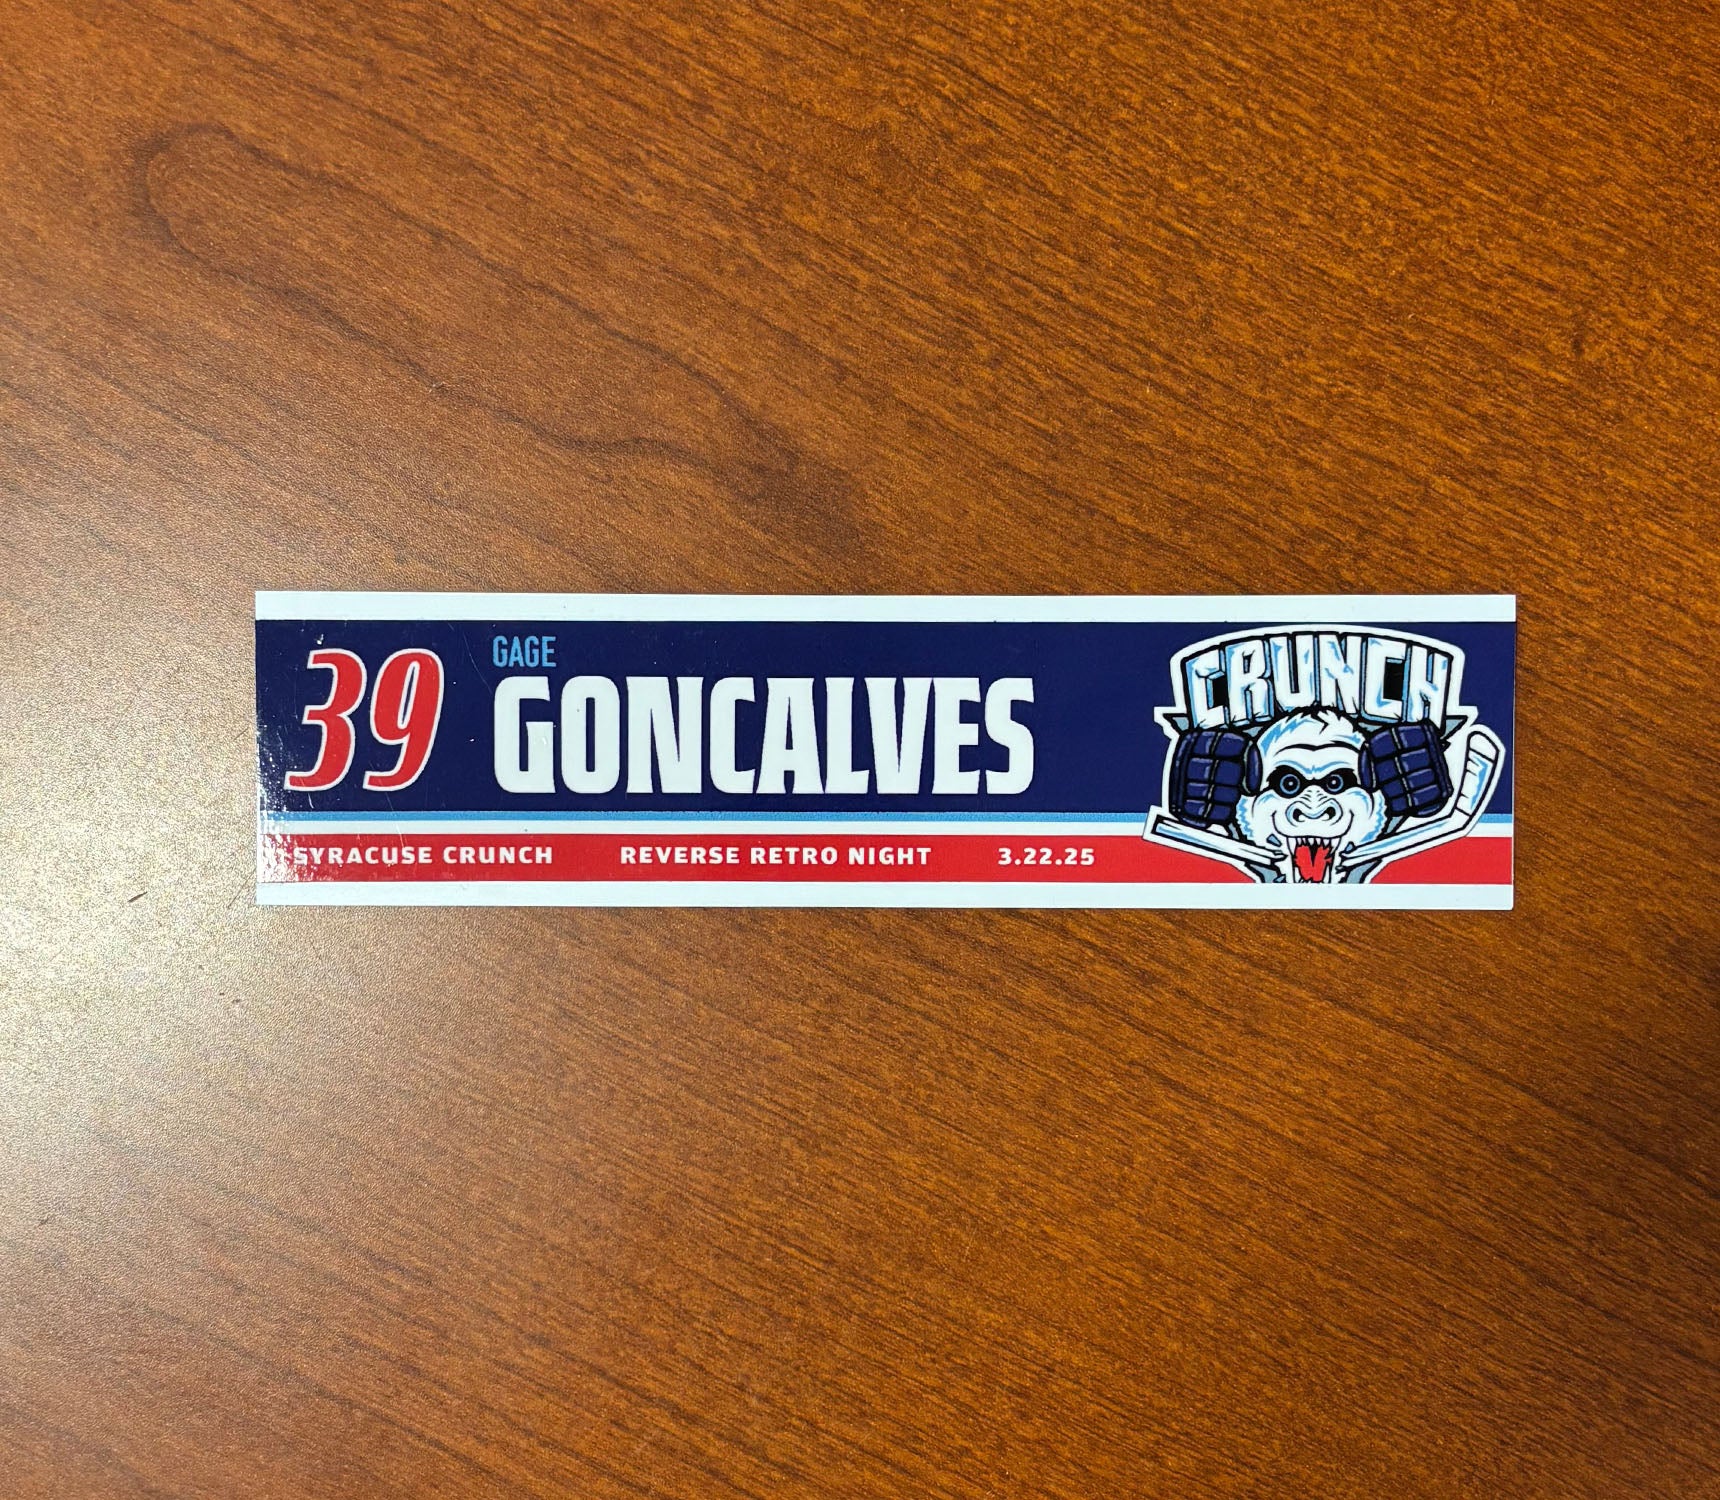 39
GAGE
GONCALVES
SYRACUSE CRUNCH REVERSE RETRO NIGHT 3.22.25
CRUNCH